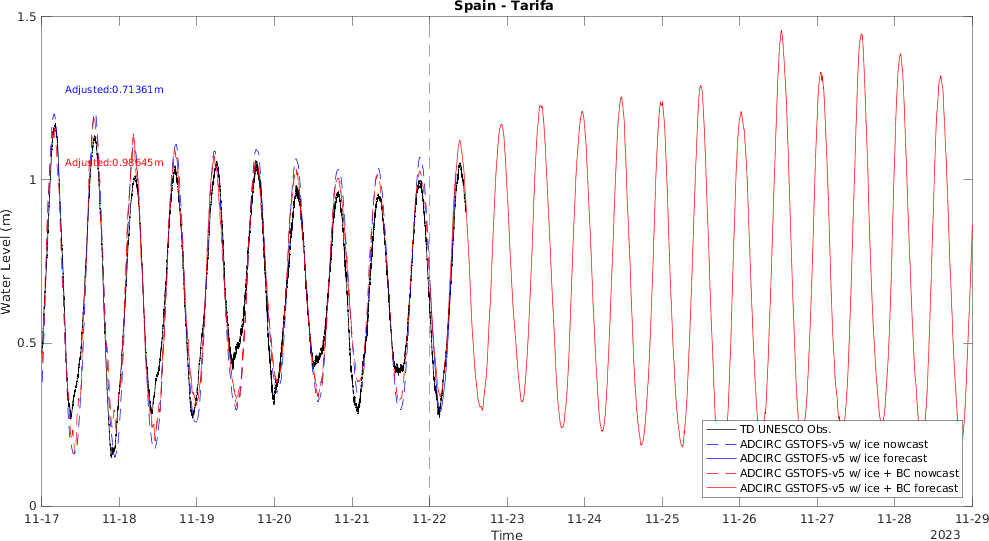 Spain - Tarifa
1.5
1
0.5
0
Water Level (m)
Adjusted:0.71361m
Adjusted:0.98645m
TD UNESCO Obs.
ADCIRC GSTOFS-v5 w/ ice nowcast
ADCIRC GSTOFS-v5 w/ ice forecast
ADCIRC GSTOFS-v5 w/ ice + BC nowcast
ADCIRC GSTOFS-v5 w/ ice + BC forecast
11-17 11-18 11-19 11-20 11-21 11-22 11-23 11-24 11-25 11-26 11-27 11-28 11-29
Time
2023